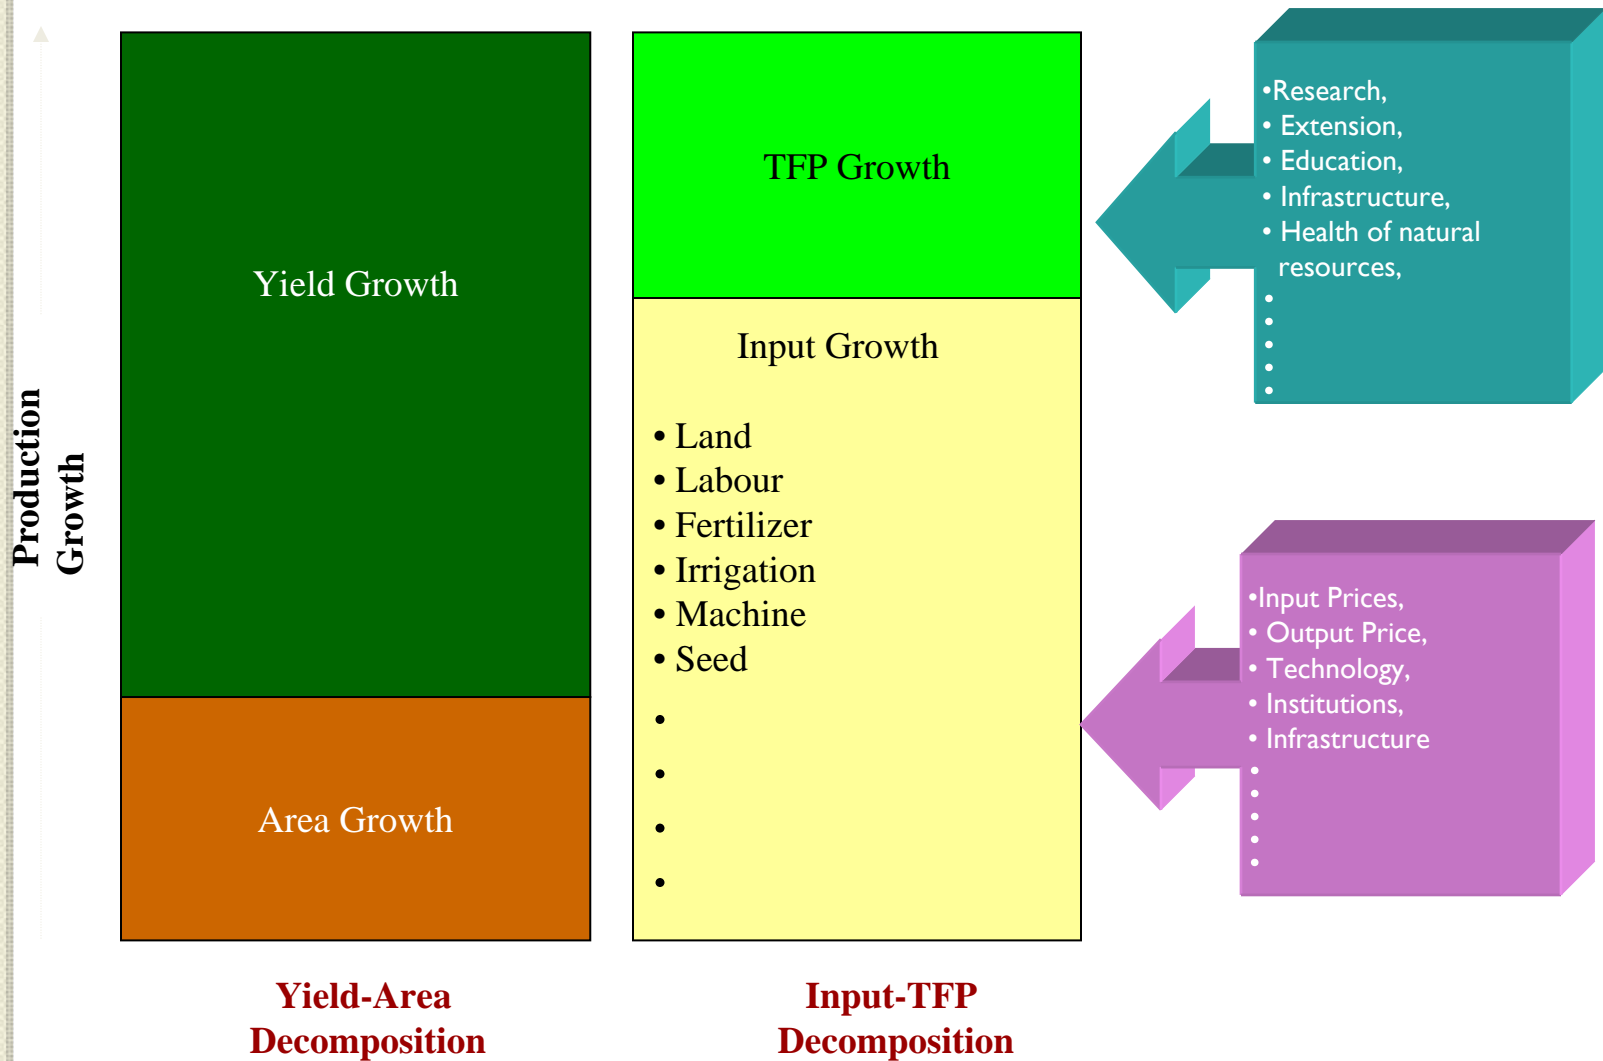 Production
Growth
Yield Growth
Area Growth
Yield-Area
Decomposition
TFP Growth
Input Growth
• Land
• Labour
• Fertilizer
• Irrigation
• Machine
• Seed
•
•
•
•
Input-TFP
Decomposition
•Research,
• Extension,
• Education,
• Infrastructure,
• Health of natural
resources,
•
•
•
•
•
•Input Prices,
• Output Price,
• Technology,
• Institutions,
• Infrastructure
•
•
•
•
•